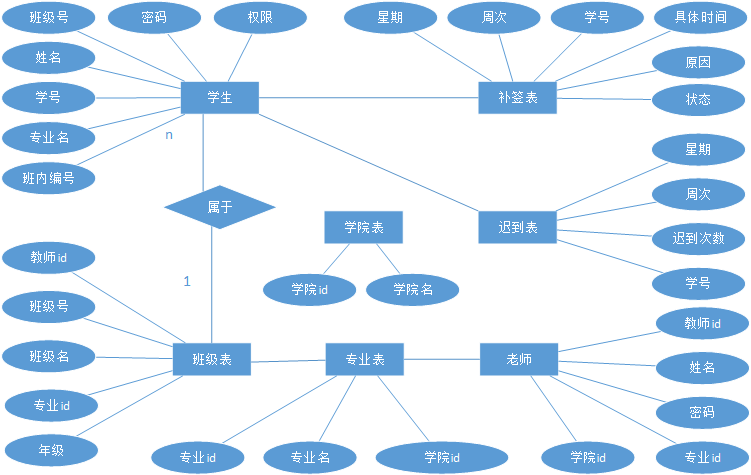 班级号
密码
权限
星期
周次
学号
具体时间
姓名
原因
学号
学生
补签表
状态
专业名
n
星期
班内编号
周次
属于
学院表
迟到表
迟到次数
教师id
1
学院id
学院名
学号
班级号
教师id
班级名
班级表
专业表
老师
姓名
专业id
密码
年级
专业id
专业名
学院id
学院id
专业id